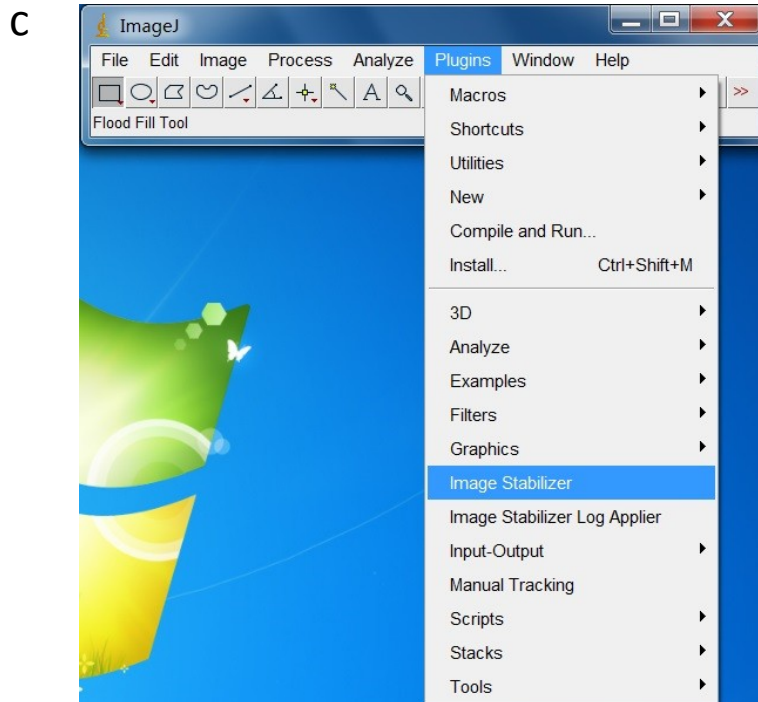 C
ImageJ
File Edit Image Process Analyze Plugins Window Help
A >>
Flood Fill Tool
Macros
Shortcuts
Utilities
New
Compile and Run...
Install... Ctrl+Shift+M
3D
Analyze
Examples
Filters
Graphics
Image Stabilizer
Image Stabilizer Log Applier
Input-Output
Manual Tracking
Scripts
Stacks
Tools